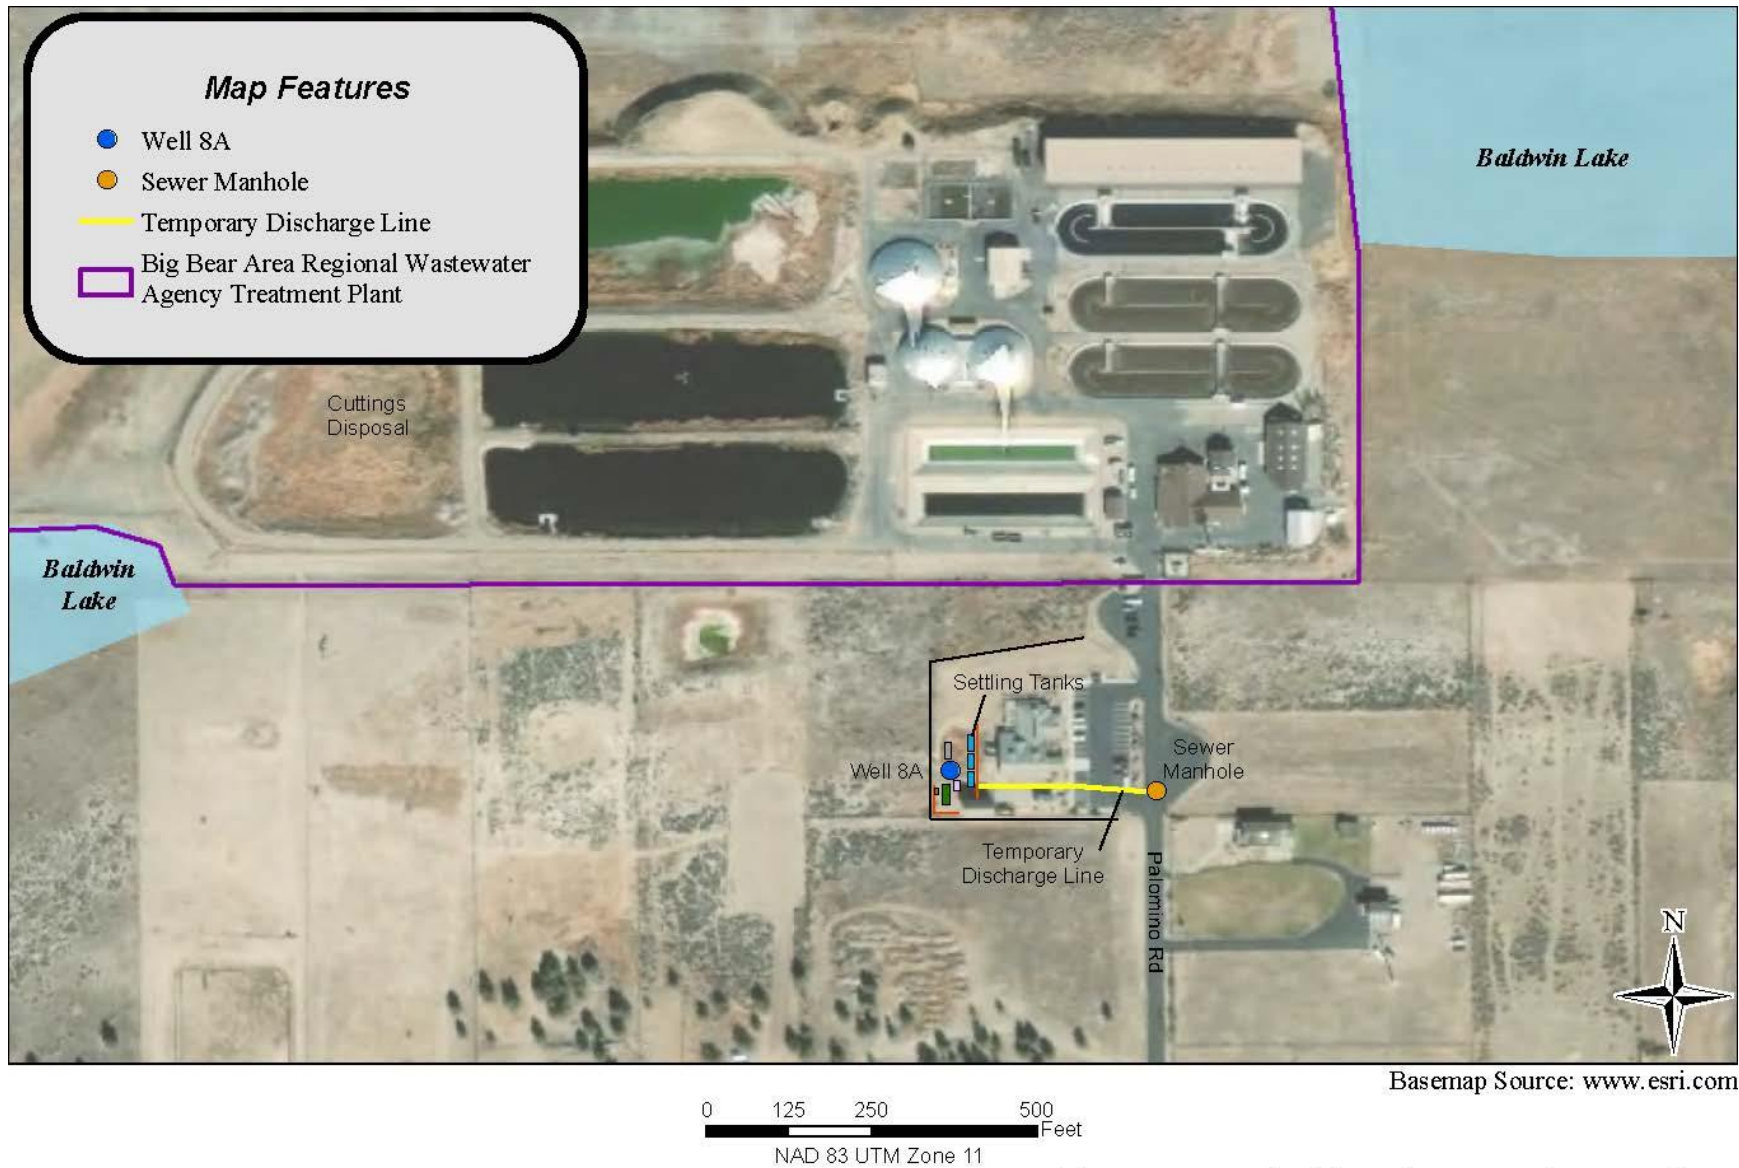 Map Features
Well 8A
Sewer Manhole
Temporary Discharge Line
Big Bear Area Regional Wastewater
Agency Treatment Plant
Baldwin Lake
Cuttings
Disposal
Baldwin
Lake
Settling Tanks
Well 8A
Sewer
Manhole
Temporary
Discharge Line
Palomino Rd
N
Basemap Source: www.esri.com
0 125 250 500
Feet
NAD 83 UTM Zone 11